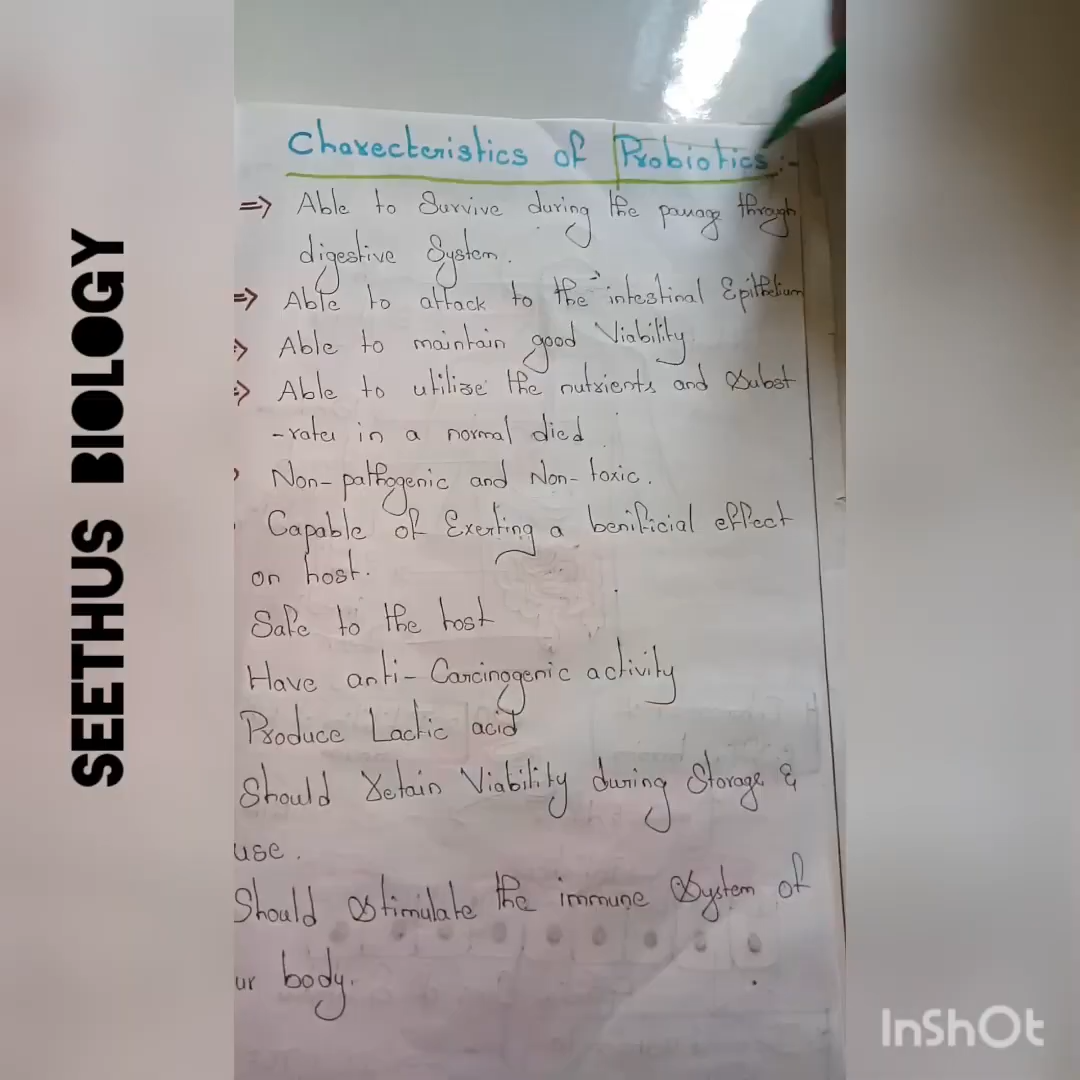 SEETHUS BIOLOGY
Charecteristics of Probiotics:-
=> Able to Survive during the passage through
digestive System.
=> Able to attack to the intestinal Epithelium
=> Able to maintain good Viability
=> Able to utilize the nutrients and Subst
-rates in a normal died.
Non-pathogenic and Non-toxic.
Capable of Exerting a benificial effect
on host.
Safe to the host
Have anti-Carcinogenic activity
Produce Lactic acid
Should retain Viability during Storage &
use.
Should Stimulate the immune System of
ur body.
InShOt